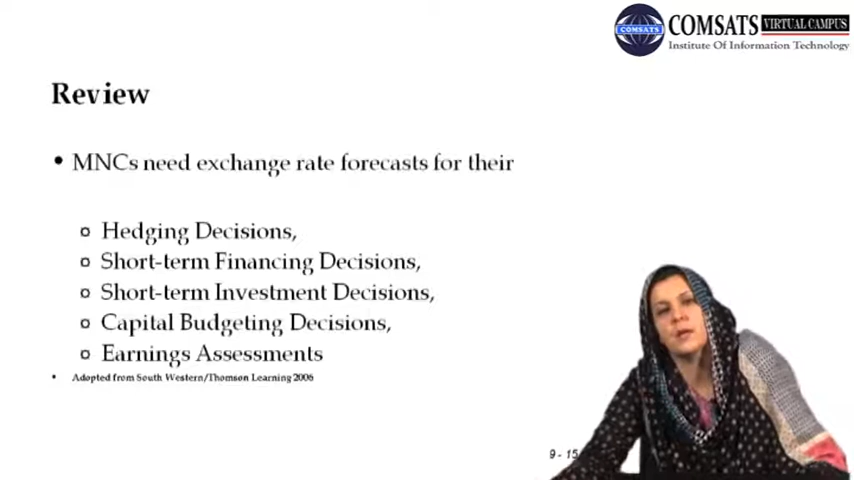 COMSATS
COMSATS VIRTUAL CAMPUS
Institute Of Information Technology
Review
• MNCs need exchange rate forecasts for their
o Hedging Decisions,
o Short-term Financing Decisions,
o Short-term Investment Decisions,
o Capital Budgeting Decisions,
o Earnings Assessments
• Adopted from South Western/Thomson Learning 2006
9 - 15